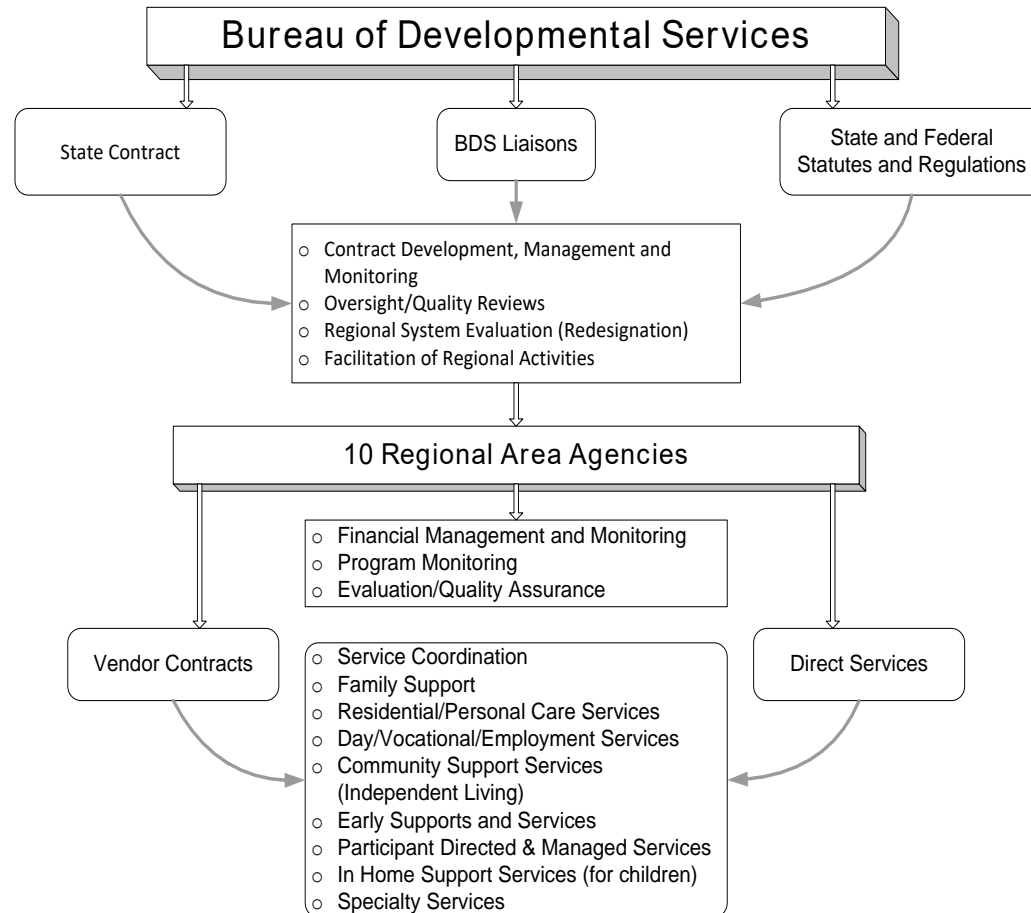 Bureau of Developmental Services
State Contract
BDS Liaisons
State and Federal
Statutes and Regulations
○ Contract Development, Management and
Monitoring
○ Oversight/Quality Reviews
○ Regional System Evaluation (Redesignation)
○ Facilitation of Regional Activities
10 Regional Area Agencies
○ Financial Management and Monitoring
○ Program Monitoring
○ Evaluation/Quality Assurance
Vendor Contracts
○ Service Coordination
○ Family Support
○ Residential/Personal Care Services
○ Day/Vocational/Employment Services
○ Community Support Services
(Independent Living)
○ Early Supports and Services
○ Participant Directed & Managed Services
○ In Home Support Services (for children)
○ Specialty Services
Direct Services